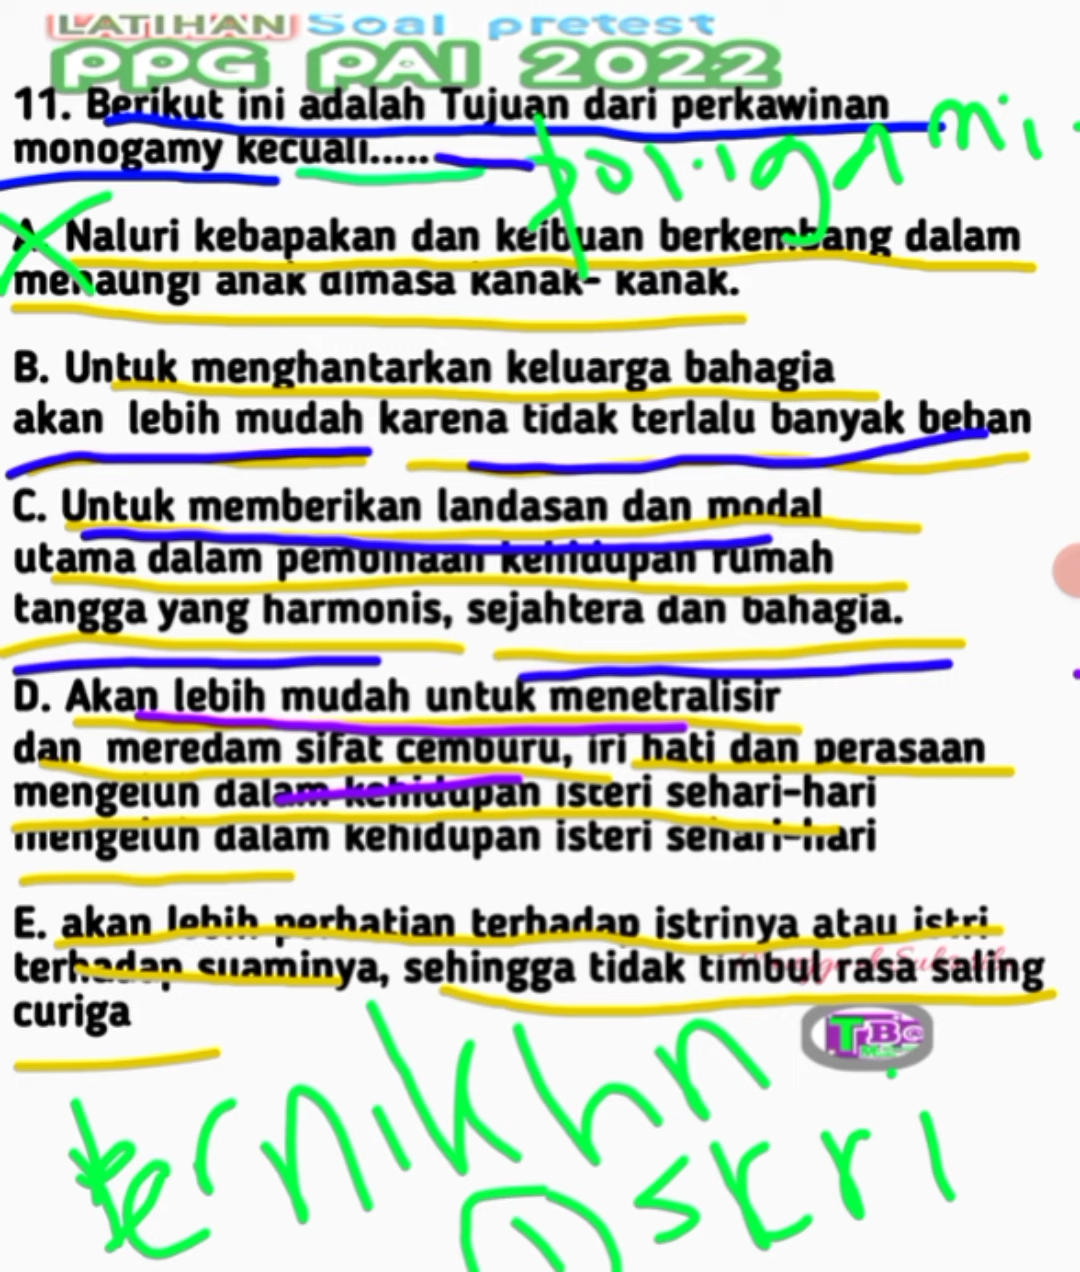 LATIHAN Soal pretest
PPG PAI 2022
11. Berikut ini adalah Tujuan dari perkawinan
monogamy kecuali.....
poligami
A. Naluri kebapakan dan keibuan berkembang dalam
menaungi anak dimasa kanak- kanak.
B. Untuk menghantarkan keluarga bahagia
akan lebih mudah karena tidak terlalu banyak beban
C. Untuk memberikan landasan dan modal
utama dalam pembinaan kehidupan rumah
tangga yang harmonis, sejahtera dan bahagia.
D. Akan lebih mudah untuk menetralisir
dan meredam sifat cemburu, iri hati dan perasaan
mengeluh dalam kehidupan isteri sehari-hari
mengeluh dalam kehidupan isteri sehari-hari
E. akan lebih perhatian terhadap istrinya atau istri
terhadap suaminya, sehingga tidak timbul rasa saling
curiga
TB@